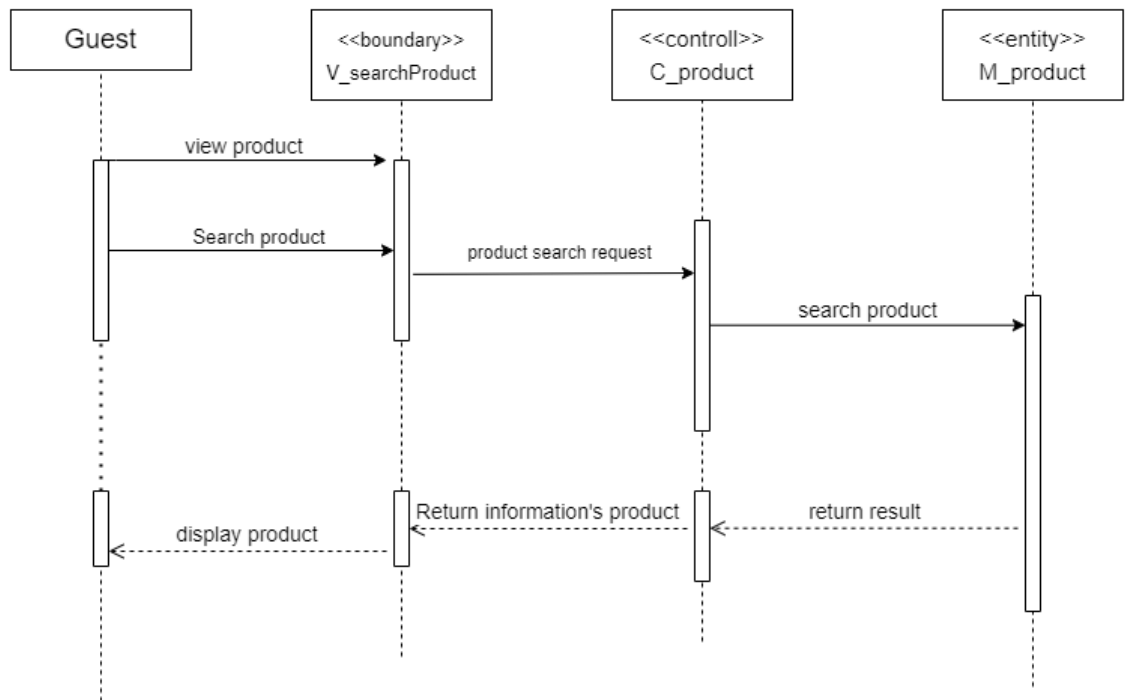 Guest
<<boundary>>
V_searchProduct
<<controll>>
C_product
<<entity>>
M_product
view product
Search product
product search request
search product
Return information's product
return result
display product